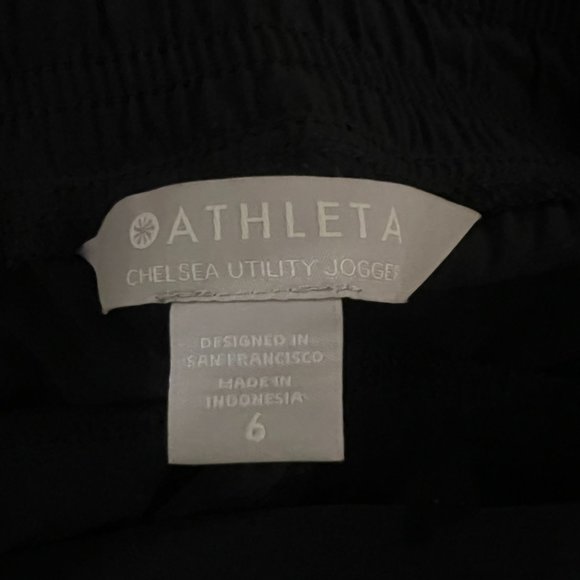 ATHLETA
CHELSEA UTILITY JOGGER
DESIGNED IN
SAN FRANCISCO
MADE IN
INDONESIA
6